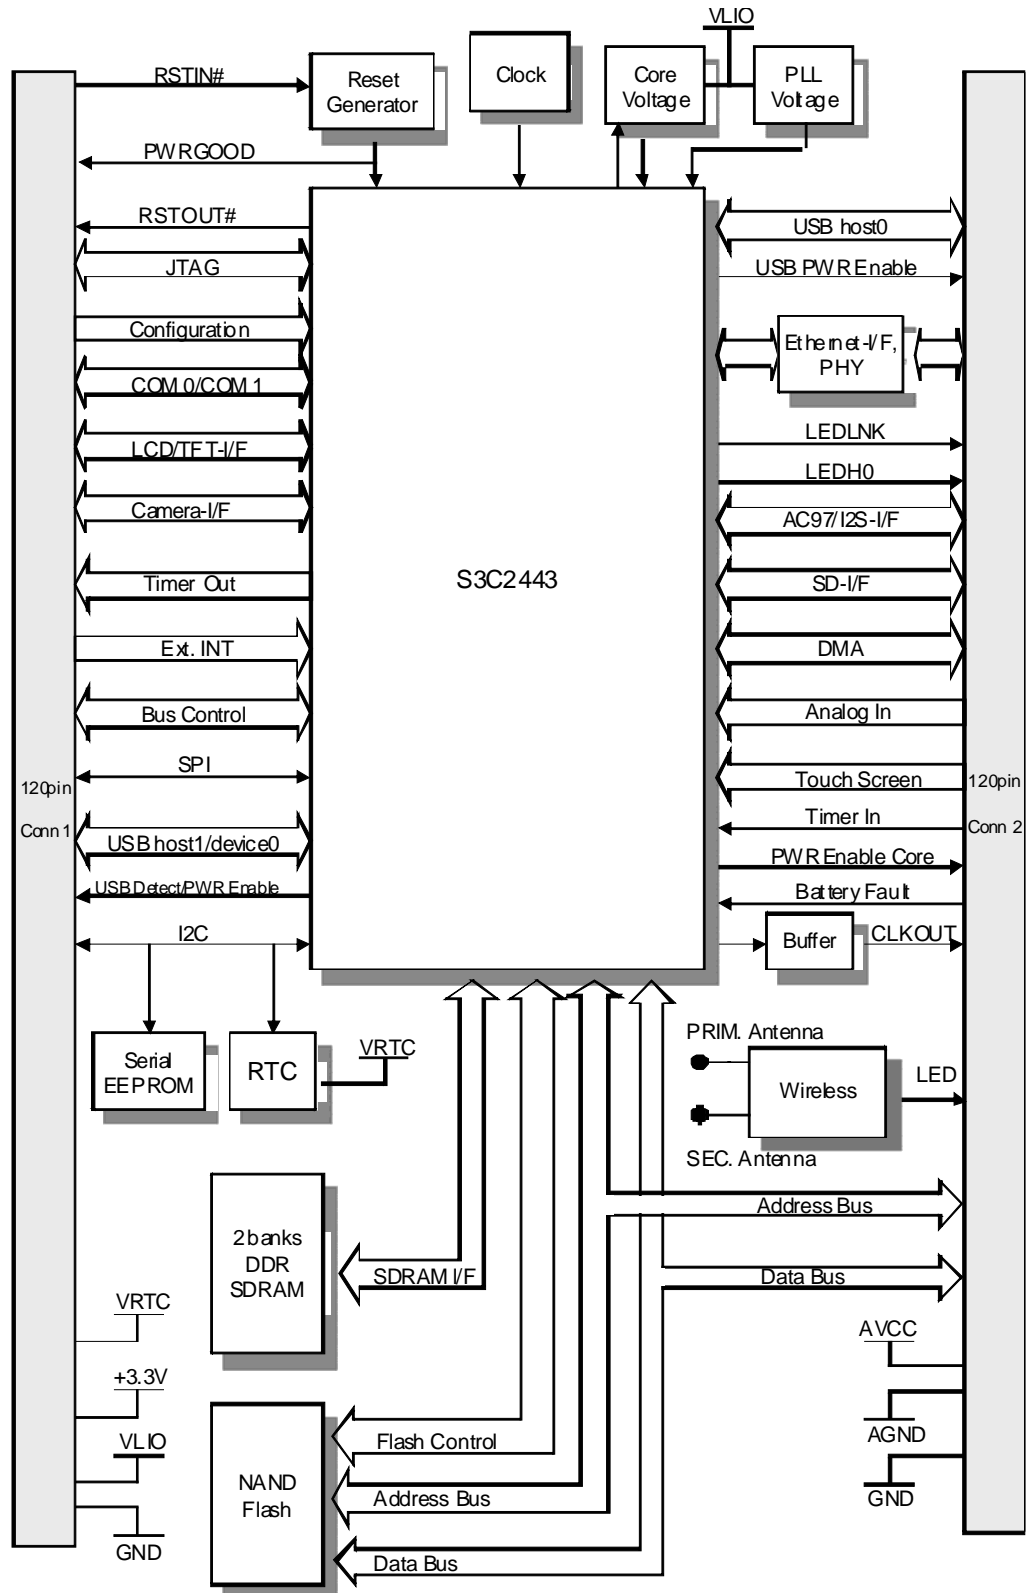 VLIO
RSTIN#
Reset
Generator
Clock
Core
Voltage
PLL
Voltage
PWRGOOD
RSTOUT#
JTAG
Configuration
COM 0/COM 1
LCD/TFT-I/F
Camera-I/F
Timer Out
Ext. INT
Bus Control
SPI
USB host1/device0
USB Detect/PWR Enable
I2C
120pin
Conn 1
S3C2443
USB host0
USB PWR Enable
Ethernet-I/F,
PHY
LEDLNK
LEDH0
AC97/I2S-I/F
SD-I/F
DMA
Analog In
Touch Screen
Timer In
PWR Enable Core
Battery Fault
Buffer
CLKOUT
120pin
Conn 2
Serial
EEPROM
RTC
VRTC
PRIM. Antenna
Wireless
LED
SEC. Antenna
2 banks
DDR
SDRAM
SDRAM I/F
Address Bus
Data Bus
VRTC
+3.3V
VLIO
GND
NAND
Flash
Flash Control
Address Bus
Data Bus
AVCC
AGND
GND